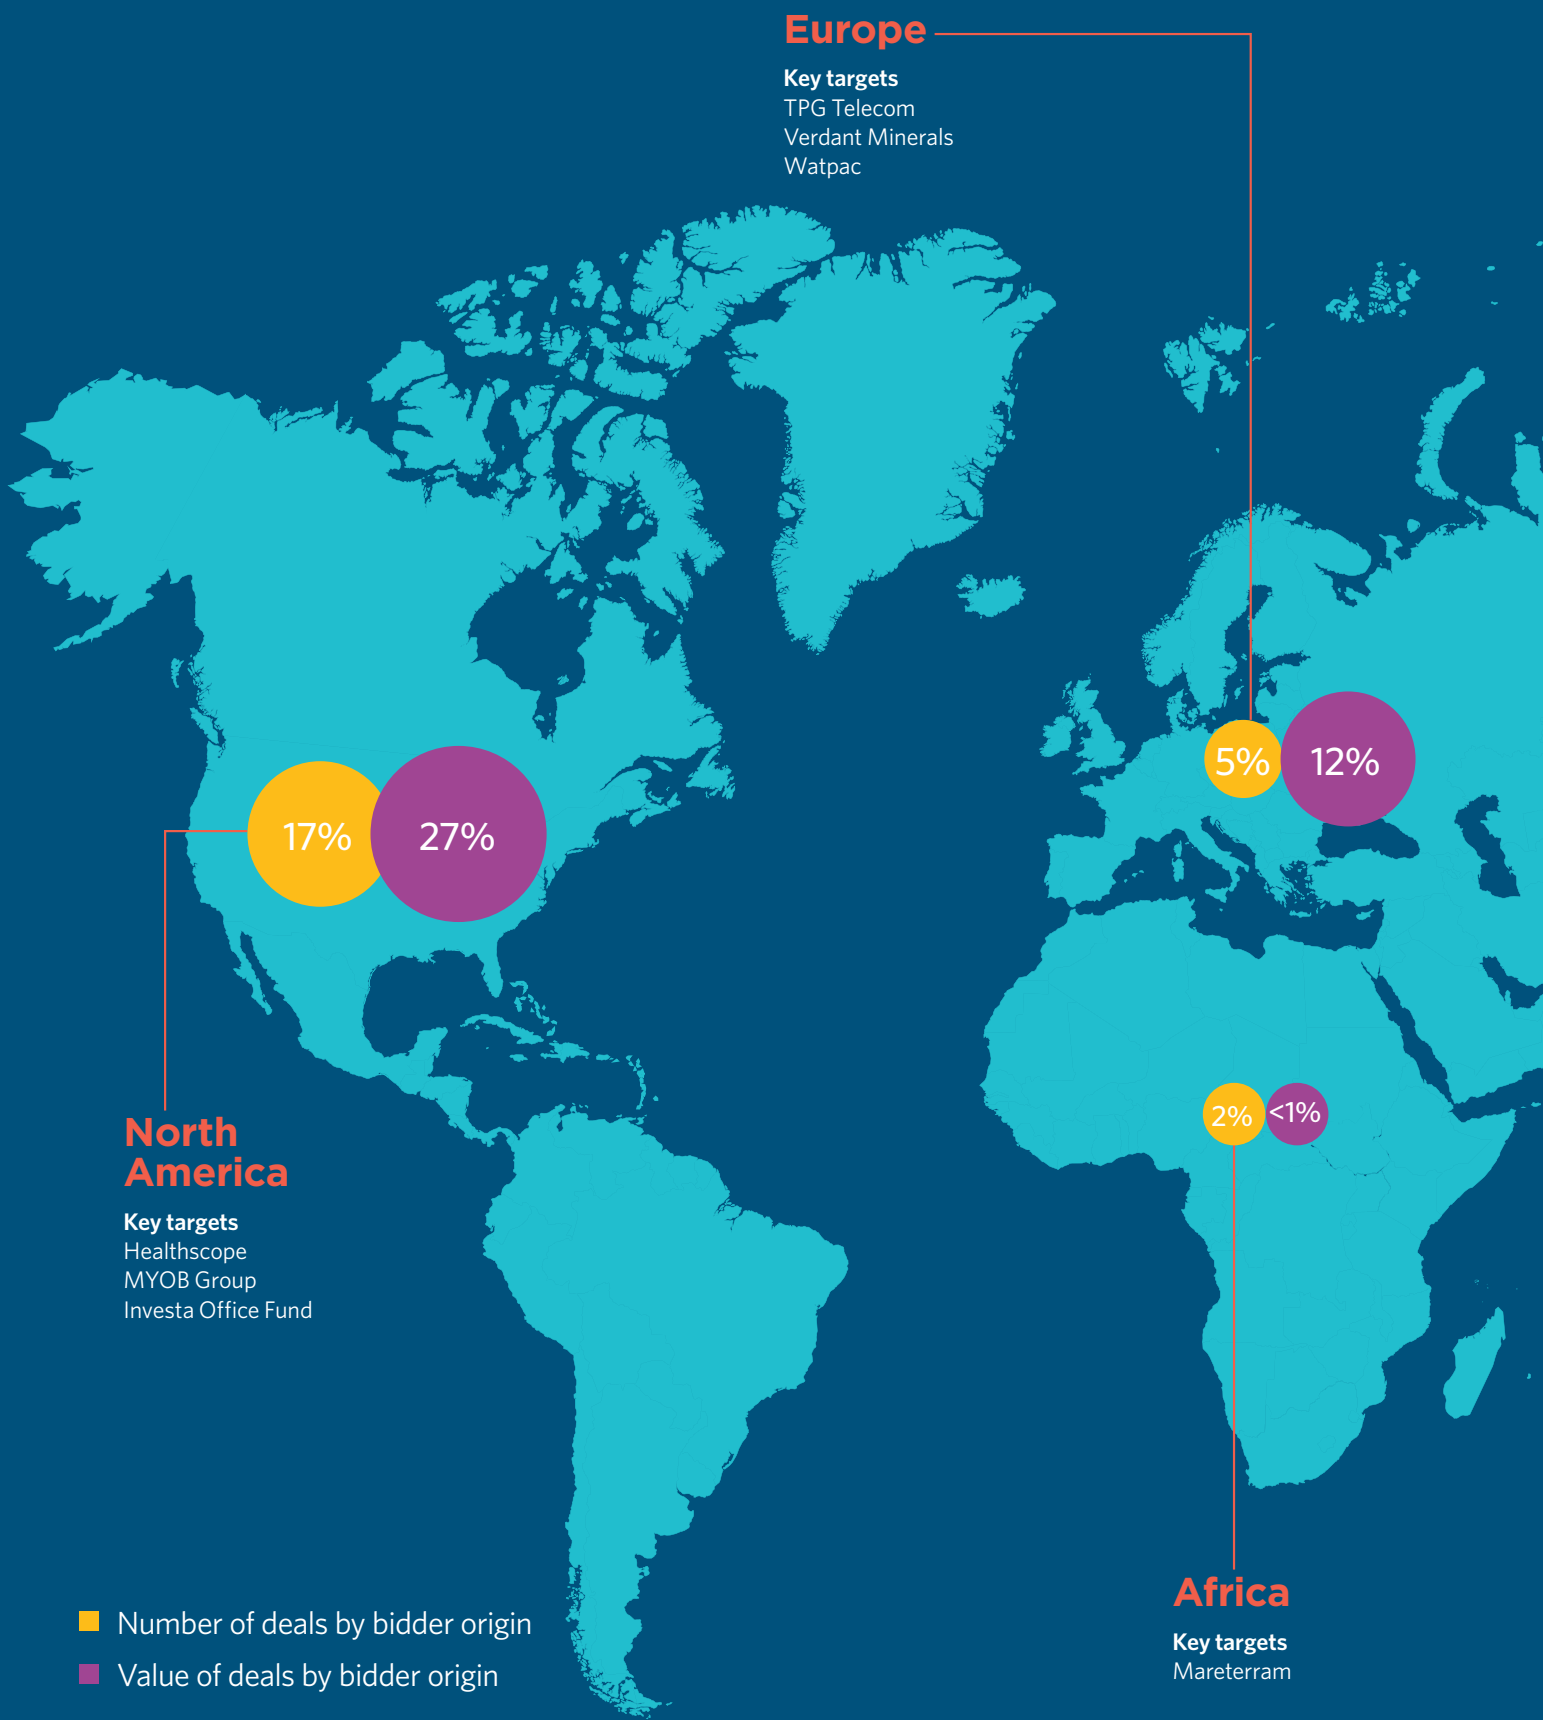 Europe
Key targets
TPG Telecom
Verdant Minerals
Watpac
5%
12%
17%
27%
North
America
Key targets
Healthscope
MYOB Group
Investa Office Fund
2%
<1%
Africa
Key targets
Mareterram
Number of deals by bidder origin
Value of deals by bidder origin